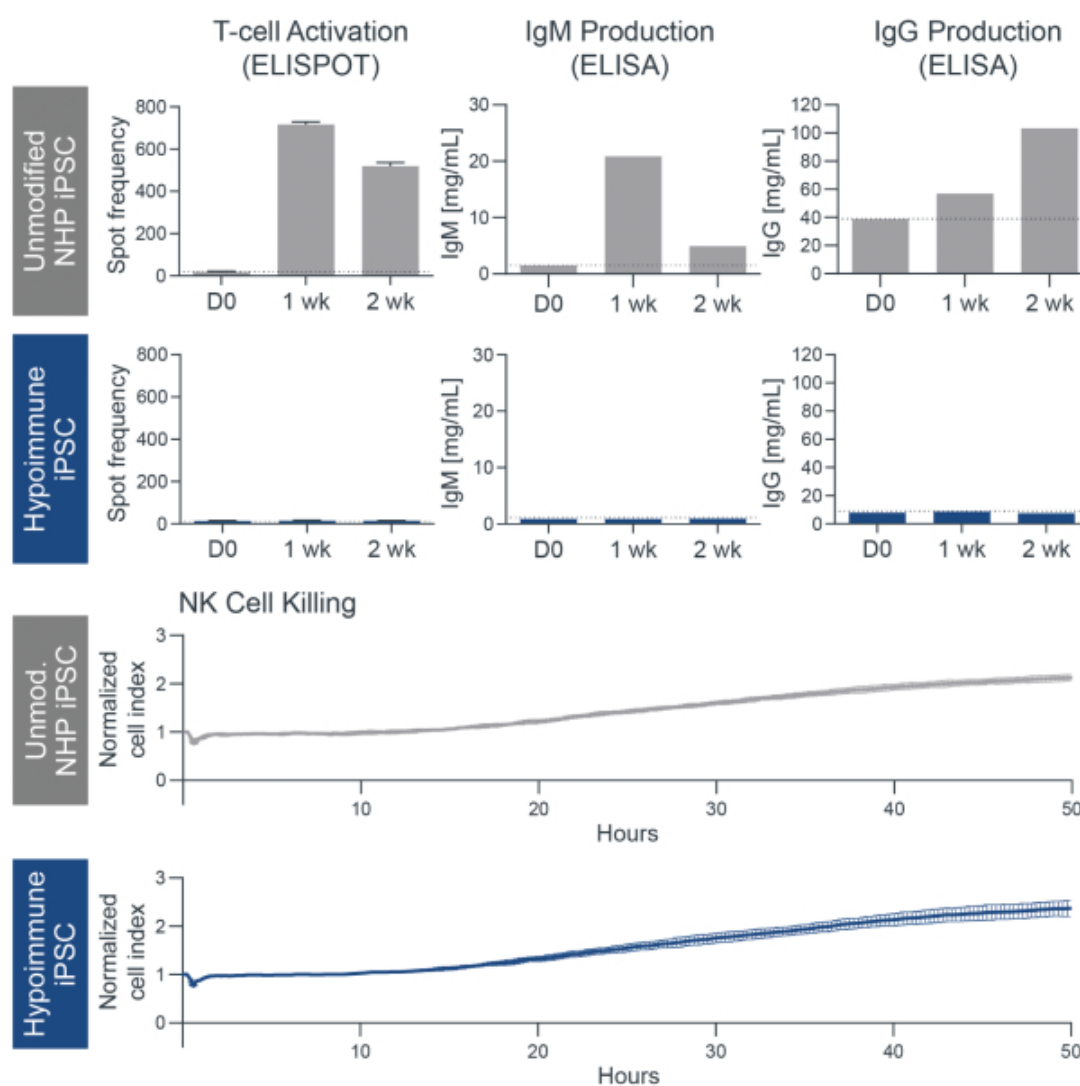 T-cell Activation
(ELISPOT)
IgM Production
(ELISA)
IgG Production
(ELISA)
Unmodified
NHP iPSC
Spot frequency
800
600
400
200
0
D0 1 wk 2 wk
IgM [mg/mL]
30
20
10
0
D0 1 wk 2 wk
IgG [mg/mL]
120
100
80
60
40
20
0
D0 1 wk 2 wk
Hypoimmune
iPSC
Spot frequency
800
600
400
200
0
D0 1 wk 2 wk
IgM [mg/mL]
30
20
10
0
D0 1 wk 2 wk
IgG [mg/mL]
120
100
80
60
40
20
0
D0 1 wk 2 wk
NK Cell Killing
Unmod.
NHP iPSC
Normalized
cell index
3
2
1
0
10 20 30 40 50
Hours
Hypoimmune
iPSC
Normalized
cell index
3
2
1
0
10 20 30 40 50
Hours